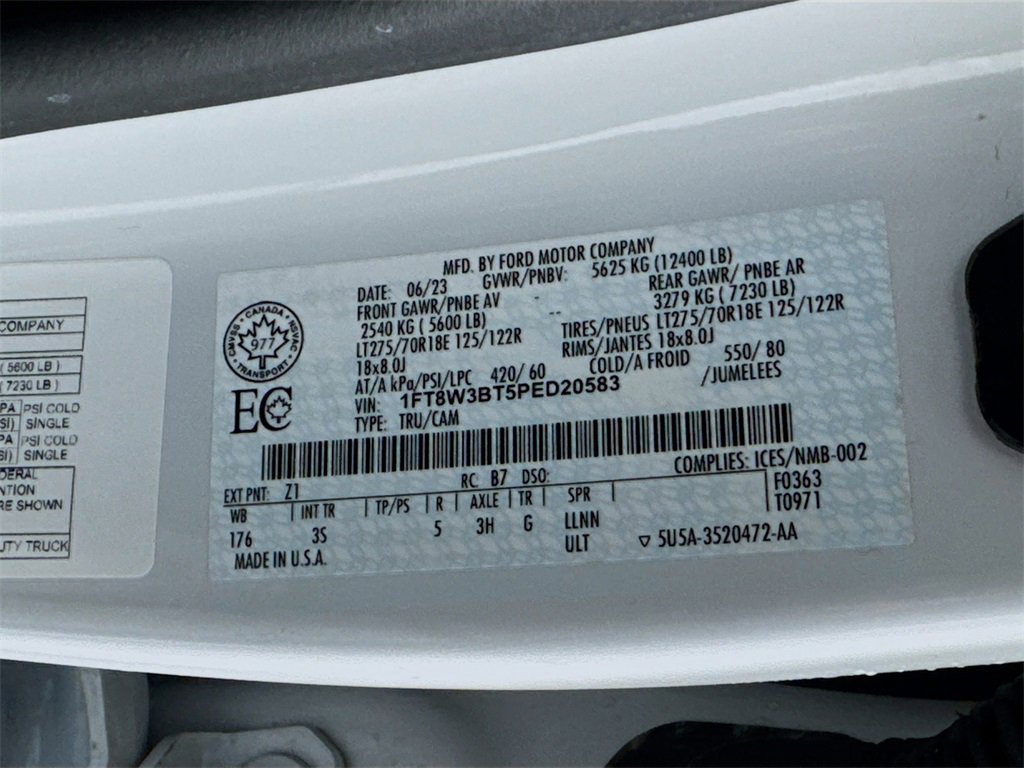 COMPANY
( 5600 LB )
( 7230 LB )
PA PSI COLD
SI) SINGLE
PA PSI COLD
SI) SINGLE
DERAL
NTION
RE SHOWN
UTY TRUCK
MFD. BY FORD MOTOR COMPANY
DATE: 06/23 GVWR/PNBV: 5625 KG (12400 LB)
FRONT GAWR/PNBE AV REAR GAWR/ PNBE AR
2540 KG ( 5600 LB) -- 3279 KG ( 7230 LB)
LT275/70R18E 125/122R TIRES/PNEUS LT275/70R18E 125/122R
18x8.0J RIMS/JANTES 18x8.0J
AT/A kPa/PSI/LPC 420/ 60 COLD/A FROID 550/ 80
VIN: 1FT8W3BT5PED20583 /JUMELEES
TYPE: TRU/CAM
CMVSS · CANADA · NSVAC
977
TRANSPORT
EC
COMPLIES: ICES/NMB-002
EXT PNT: Z1 RC: B7 DSO: F0363
WB INT TR TP/PS R AXLE TR SPR T0971
176 3S 5 3H G LLNN
ULT ▽ 5U5A-3520472-AA
MADE IN U.S.A.